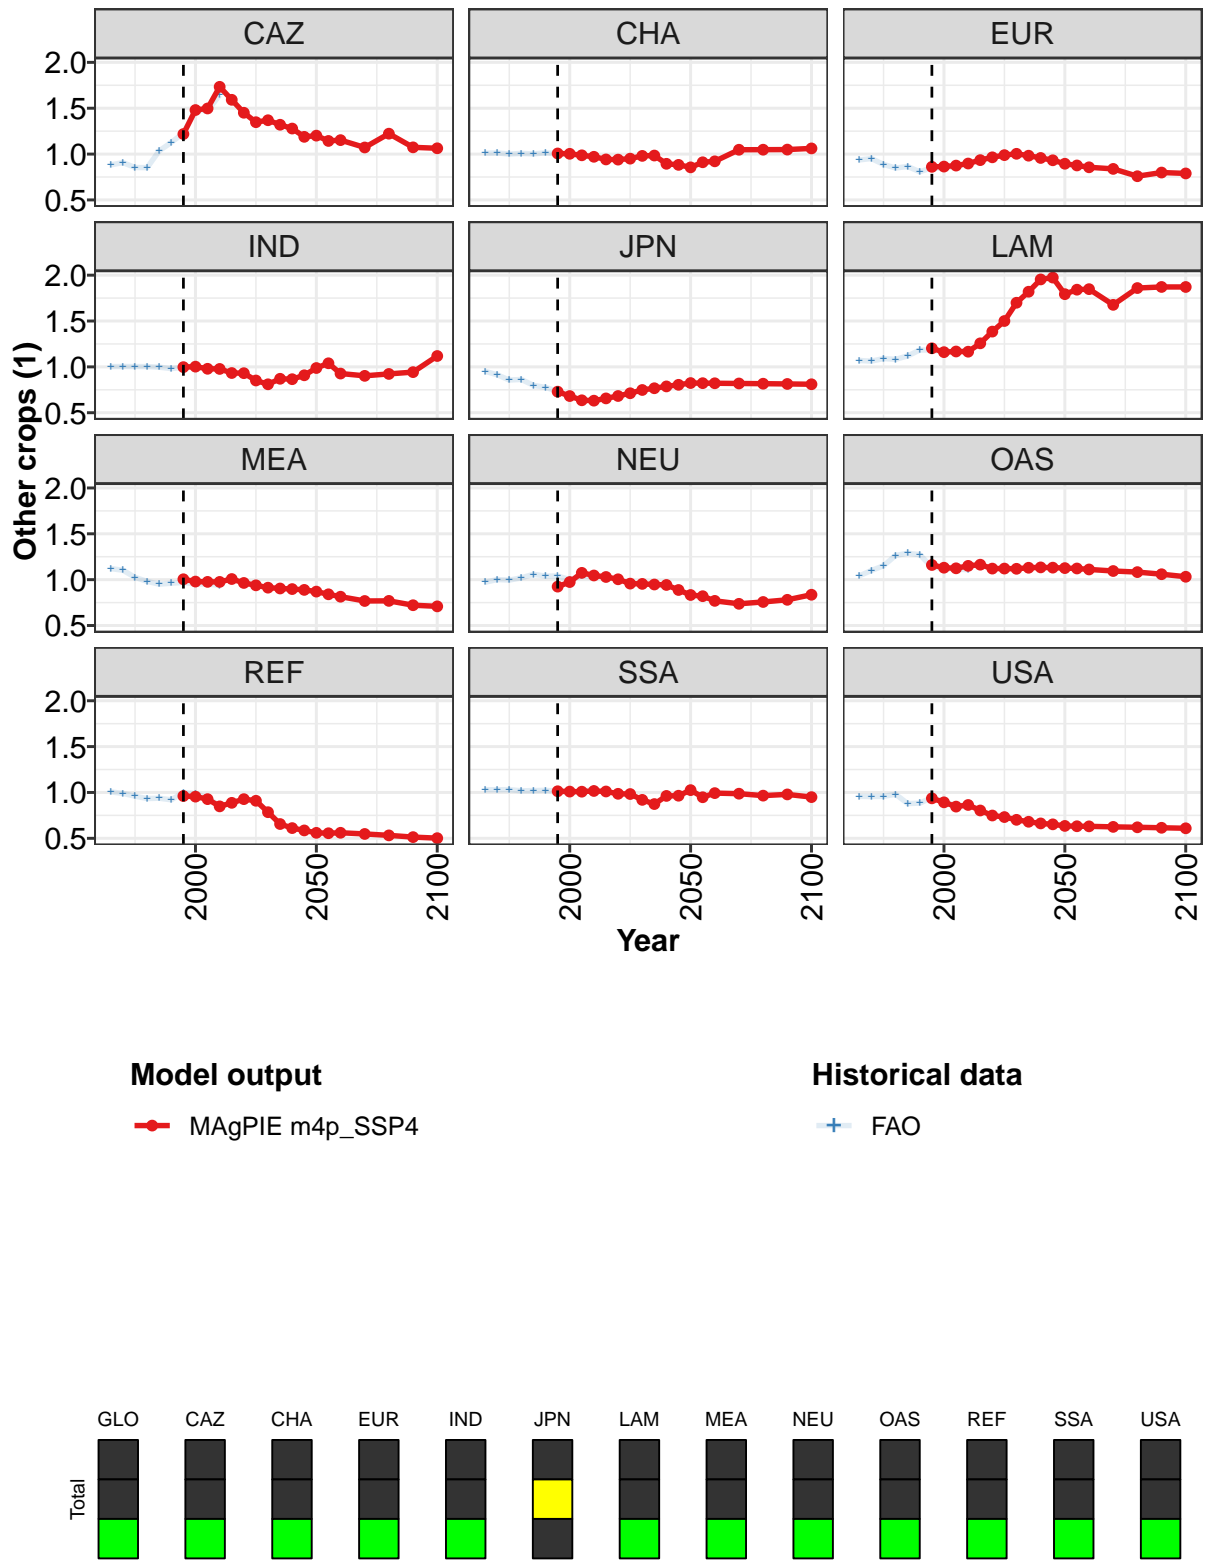 CAZ CHA EUR
2.0
1.5
1.0
0.5
IND JPN LAM
2.0
1.5
1.0
0.5
Other crops (1)
MEA NEU OAS
2.0
1.5
1.0
0.5
REF SSA USA
2.0
1.5
1.0
0.5
2000 2050 2100 2000 2050 2100 2000 2050 2100
Year
Model output Historical data
MAgPIE m4p_SSP4 FAO
GLO CAZ CHA EUR IND JPN LAM MEA NEU OAS REF SSA USA
Total